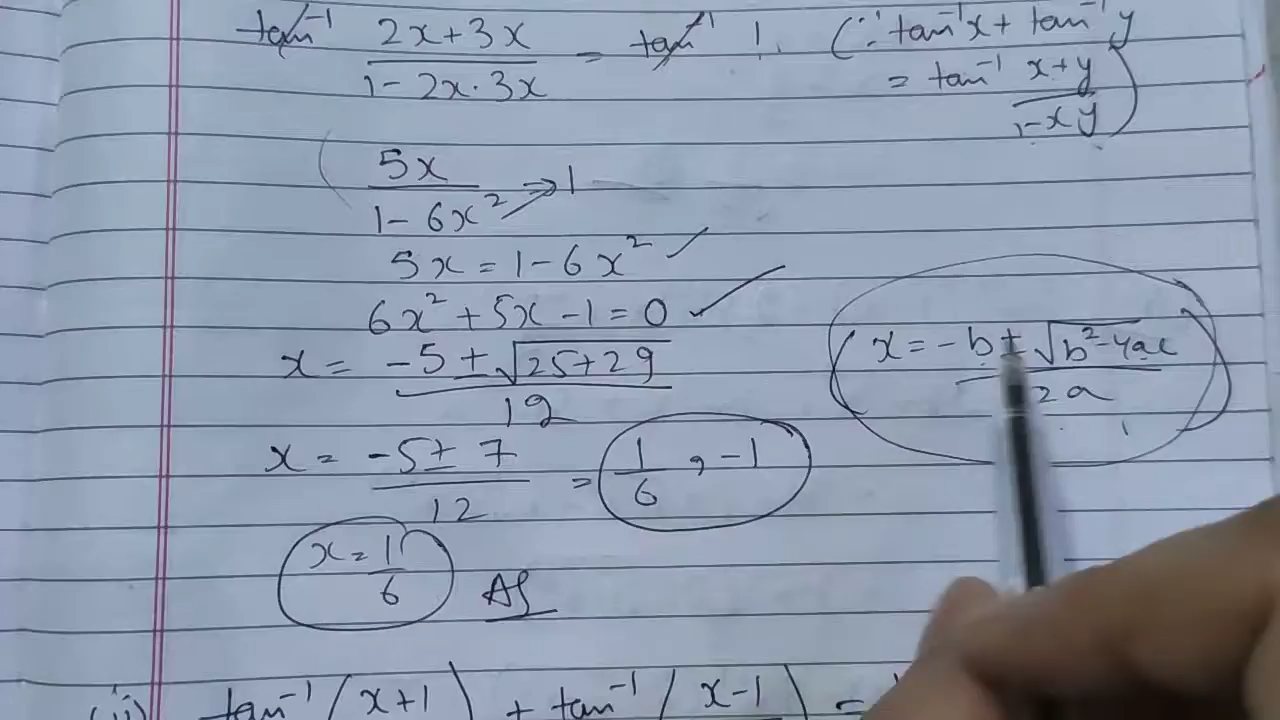 tan⁻¹ (2x+3x)/(1-2x·3x) = tan⁻¹ 1. (∵ tan⁻¹x + tan⁻¹y
= tan⁻¹ (x+y)/(1-xy))
5x/(1-6x²) = 1
5x = 1-6x²
6x² + 5x - 1 = 0
x = (-5 ± √(25+29))/12
x = (-b ± √(b²-4ac))/(2a)
x = (-5 ± 7)/12 = 1/6, -1
x = 1/6
(ii) tan⁻¹ (x+1) + tan⁻¹ (x-1) =